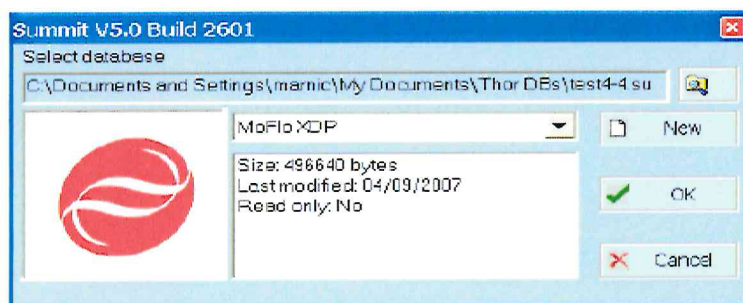 Summit V5.0 Build 2601
Select database
C:\Documents and Settings\marnic\My Documents\Thor DBs\test4-4 su
MoFlo XDP
New
Size: 496640 bytes
Last modified: 04/09/2007
Read only: No
OK
Cancel